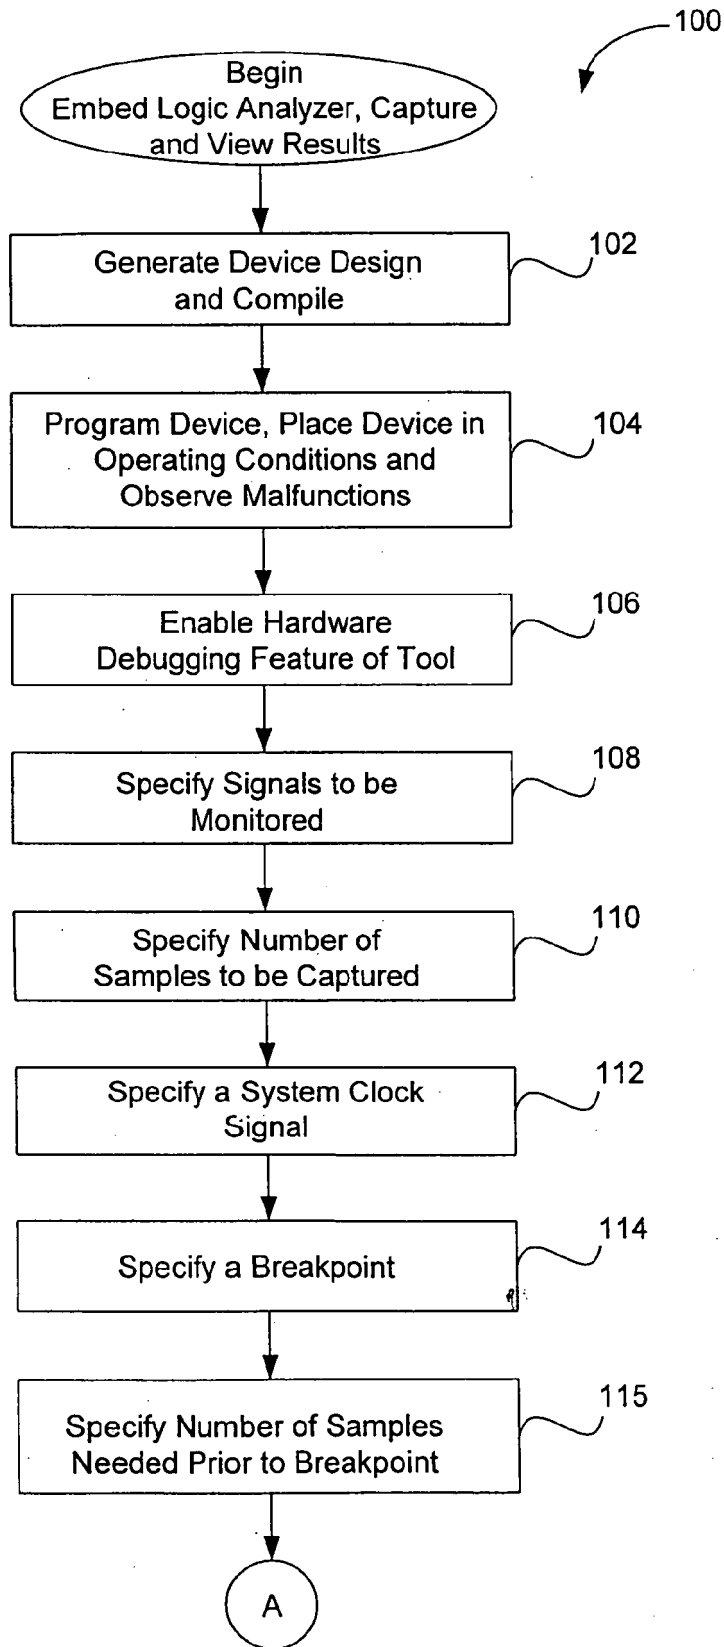 100
Begin
Embed Logic Analyzer, Capture
and View Results
Generate Device Design
and Compile
102
Program Device, Place Device in
Operating Conditions and
Observe Malfunctions
104
Enable Hardware
Debugging Feature of Tool
106
Specify Signals to be
Monitored
108
Specify Number of
Samples to be Captured
110
Specify a System Clock
Signal
112
Specify a Breakpoint
114
Specify Number of Samples
Needed Prior to Breakpoint
115
A